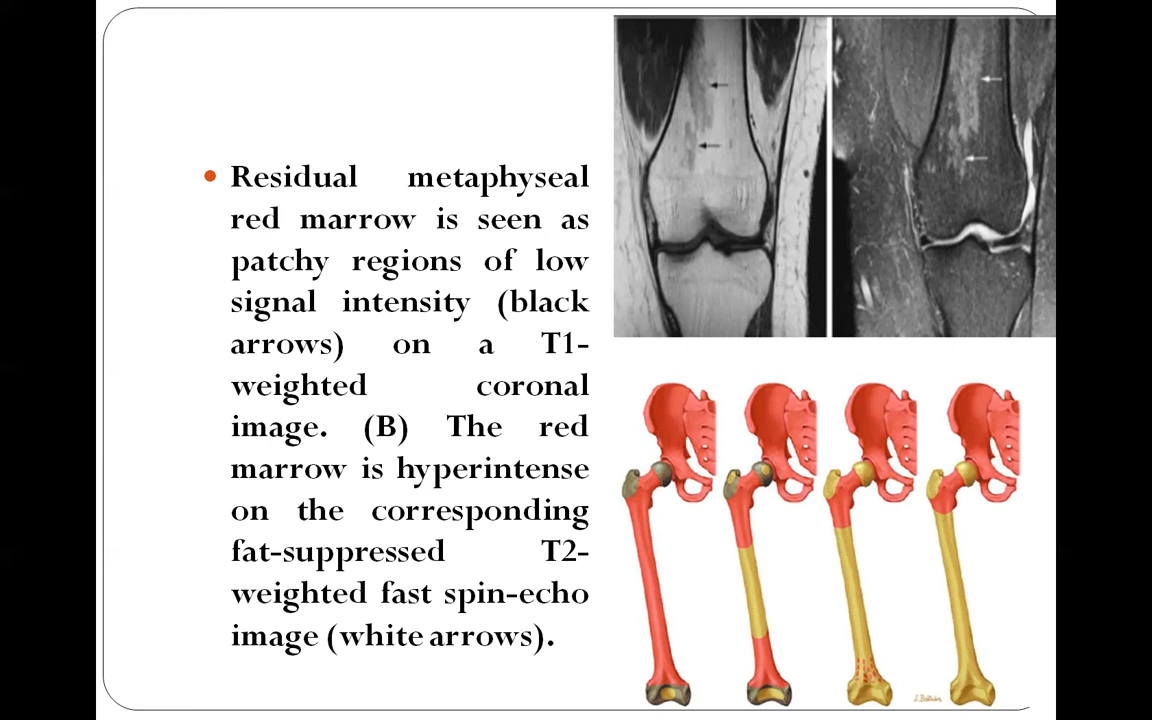 Residual metaphyseal
red marrow is seen as
patchy regions of low
signal intensity (black
arrows) on a T1-
weighted coronal
image. (B) The red
marrow is hyperintense
on the corresponding
fat-suppressed T2-
weighted fast spin-echo
image (white arrows).